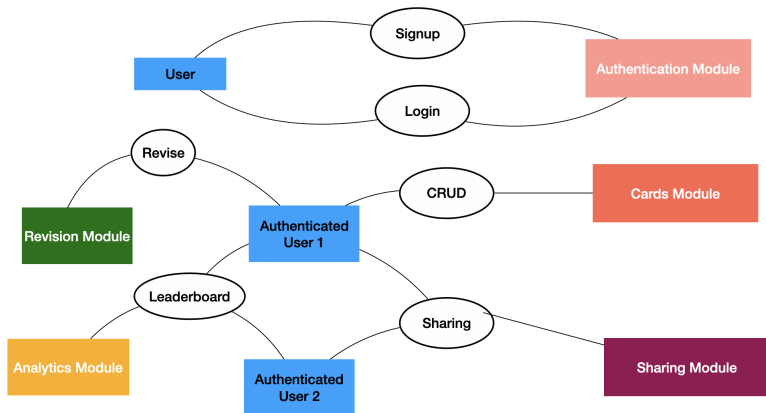 Signup
User
Authentication Module
Login
Revise
CRUD
Cards Module
Revision Module
Authenticated
User 1
Leaderboard
Sharing
Analytics Module
Authenticated
User 2
Sharing Module